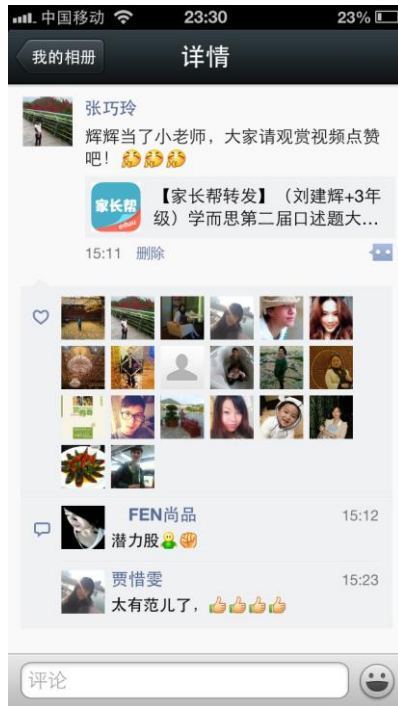 中国移动 23:30 23%
我的相册 详情
张巧玲
辉辉当了小老师，大家请观赏视频点赞
吧！
家长帮
【家长帮转发】（刘建辉+3年
级）学而思第二届口述题大...
15:11 删除
FEN尚品 15:12
潜力股
贾惜雯 15:23
太有范儿了，
评论